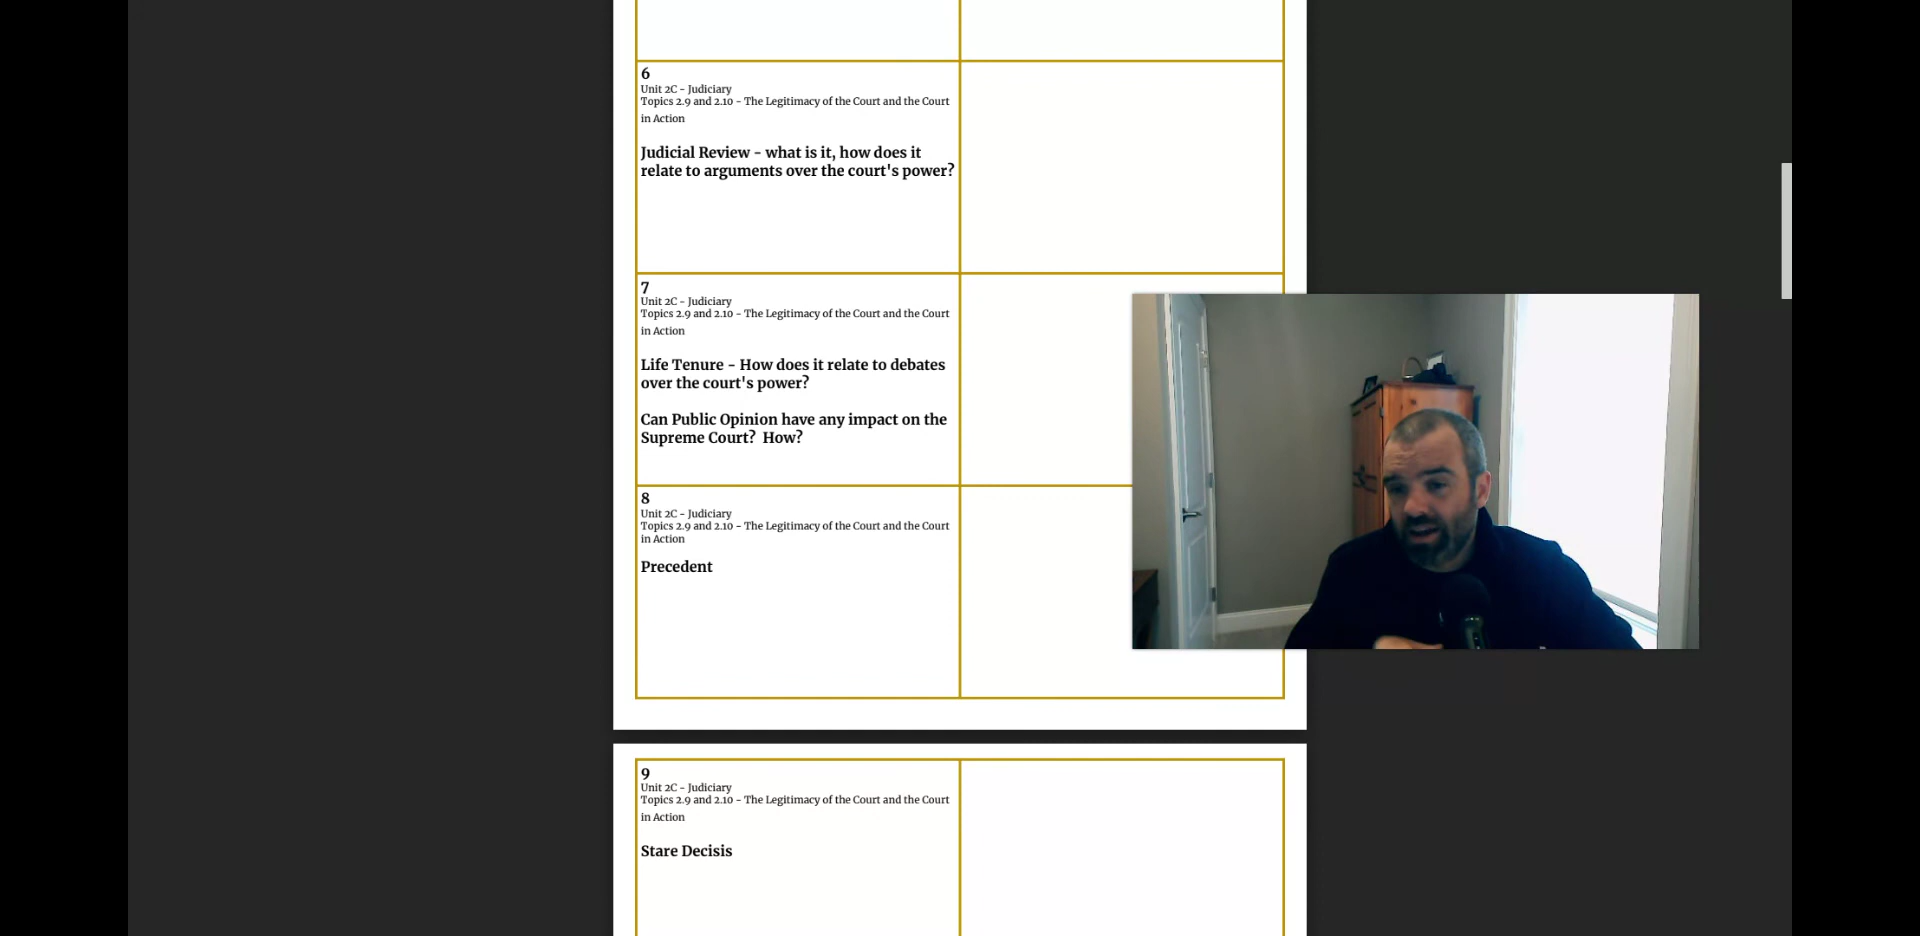 6
Unit 2C - Judiciary
Topics 2.9 and 2.10 - The Legitimacy of the Court and the Court
in Action
Judicial Review - what is it, how does it
relate to arguments over the court's power?
7
Unit 2C - Judiciary
Topics 2.9 and 2.10 - The Legitimacy of the Court and the Court
in Action
Life Tenure - How does it relate to debates
over the court's power?
Can Public Opinion have any impact on the
Supreme Court?  How?
8
Unit 2C - Judiciary
Topics 2.9 and 2.10 - The Legitimacy of the Court and the Court
in Action
Precedent
9
Unit 2C - Judiciary
Topics 2.9 and 2.10 - The Legitimacy of the Court and the Court
in Action
Stare Decisis